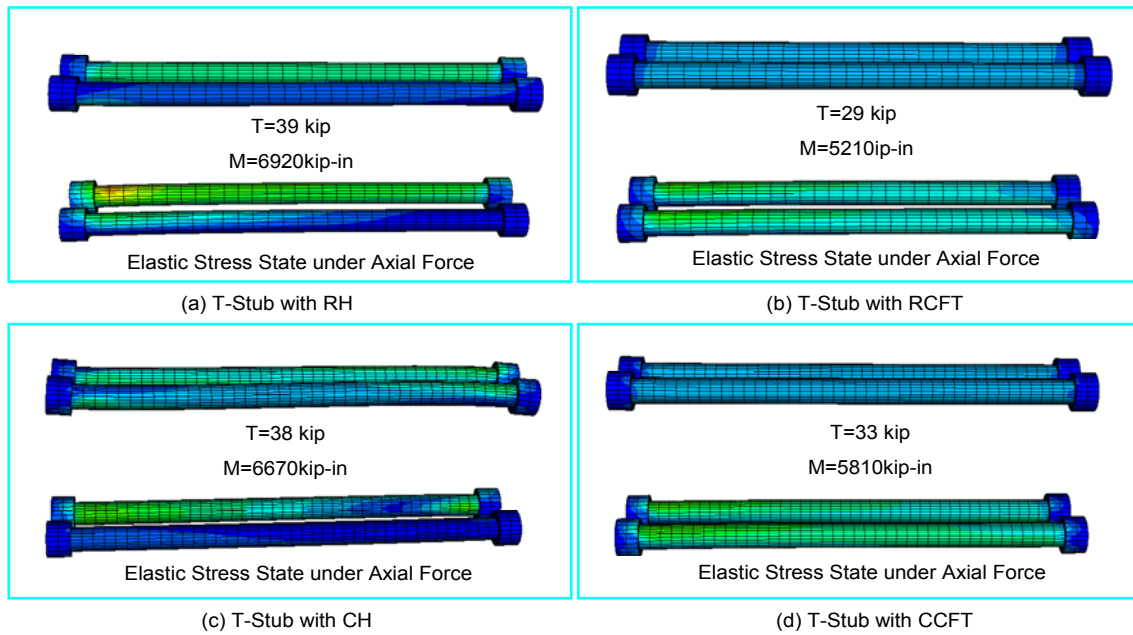 T=39 kip
M=6920kip-in
Elastic Stress State under Axial Force
(a) T-Stub with RH
T=29 kip
M=5210ip-in
Elastic Stress State under Axial Force
(b) T-Stub with RCFT
T=38 kip
M=6670kip-in
Elastic Stress State under Axial Force
(c) T-Stub with CH
T=33 kip
M=5810kip-in
Elastic Stress State under Axial Force
(d) T-Stub with CCFT